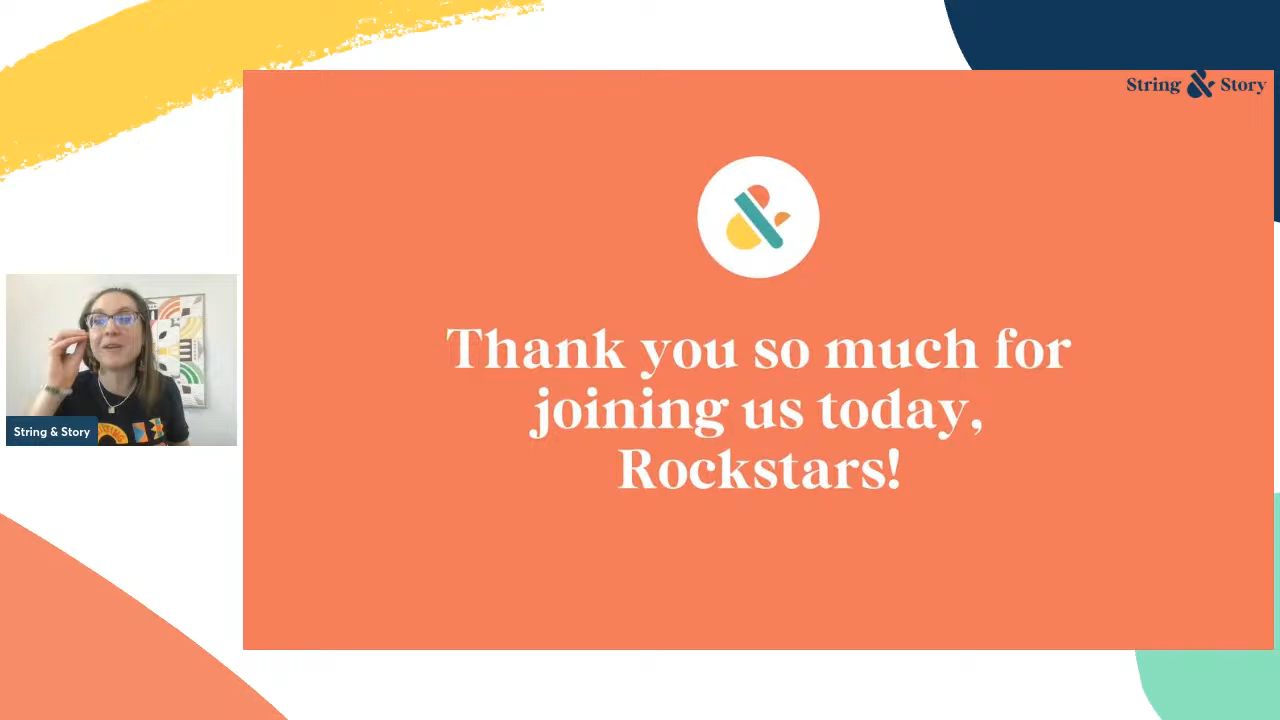 String & Story
Thank you so much for
joining us today,
Rockstars!
String & Story